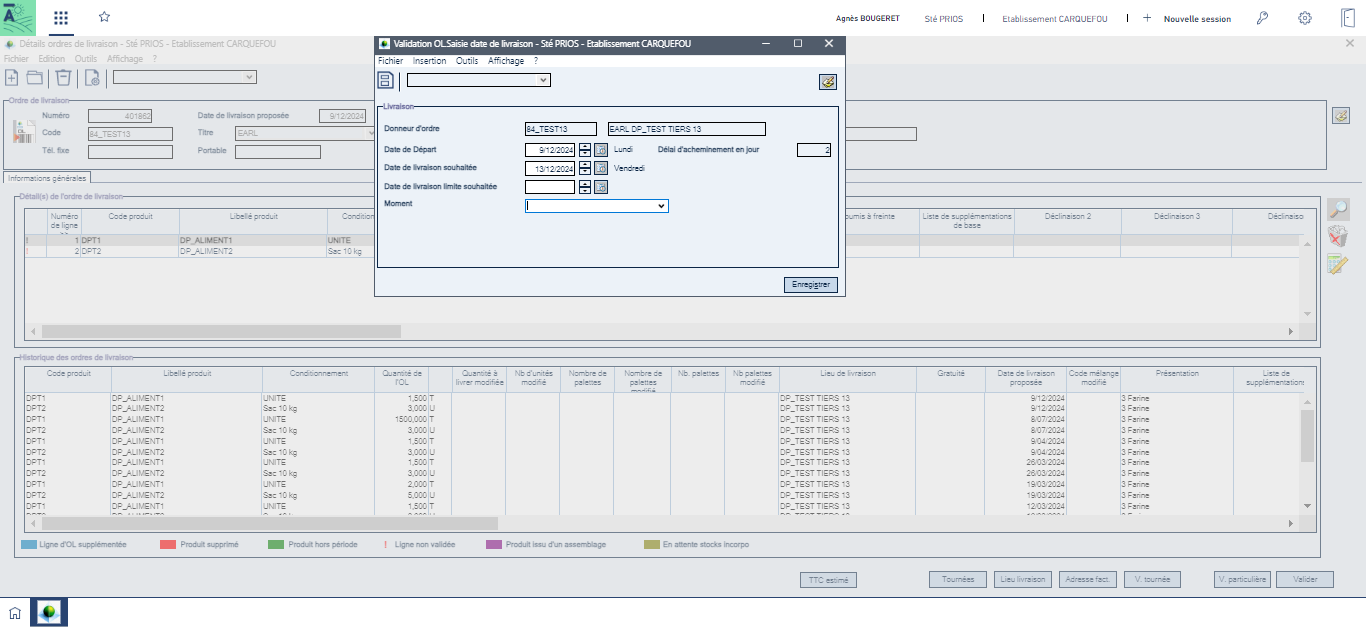 Agnès BOUGERET Sté PRIOS Etablissement CARQUEFOU Nouvelle session
Détails ordres de livraison - Sté PRIOS - Etablissement CARQUEFOU
Fichier Edition Outils Affichage ?
Ordre de livraison
Numéro 401862 Date de livraison proposée 9/12/2024
Code 84_TEST13 Titre EARL
Tél. fixe Portable
Informations générales
Validation OL.Saisie date de livraison - Sté PRIOS - Etablissement CARQUEFOU
Fichier Insertion Outils Affichage ?
Livraison
Donneur d'ordre 84_TEST13 EARL DP_TEST TIERS 13
Date de Départ 9/12/2024 Lundi Délai d'acheminement en jour 2
Date de livraison souhaitée 13/12/2024 Vendredi
Date de livraison limite souhaitée
Moment
Enregistrer
Détail(s) de l'ordre de livraison
Numéro de ligne Code produit Libellé produit Condition oumis à freinte Liste de supplémentations de base Déclinaison 2 Déclinaison 3 Déclinaiso
! 1 DPT1 DP_ALIMENT1 UNITE
! 2 DPT2 DP_ALIMENT2 Sac 10 kg
Historique des ordres de livraison
Code produit Libellé produit Conditionnement Quantité de l'OL Quantité à livrer modifiée Nb d'unités modifié Nombre de palettes Nombre de palettes modifié Nb. palettes Nb palettes modifié Lieu de livraison Gratuité Date de livraison proposée Code mélange modifié Présentation Liste de supplémentations
DPT1 DP_ALIMENT1 UNITE 1,500 T DP_TEST TIERS 13 9/12/2024 3 Farine
DPT2 DP_ALIMENT2 Sac 10 kg 3,000 U DP_TEST TIERS 13 9/12/2024 3 Farine
DPT1 DP_ALIMENT1 UNITE 1500,000 T DP_TEST TIERS 13 8/07/2024 3 Farine
DPT2 DP_ALIMENT2 Sac 10 kg 3,000 U DP_TEST TIERS 13 8/07/2024 3 Farine
DPT1 DP_ALIMENT1 UNITE 1,500 T DP_TEST TIERS 13 9/04/2024 3 Farine
DPT2 DP_ALIMENT2 Sac 10 kg 3,000 U DP_TEST TIERS 13 9/04/2024 3 Farine
DPT1 DP_ALIMENT1 UNITE 1,500 T DP_TEST TIERS 13 26/03/2024 3 Farine
DPT2 DP_ALIMENT2 Sac 10 kg 3,000 U DP_TEST TIERS 13 26/03/2024 3 Farine
DPT1 DP_ALIMENT1 UNITE 2,000 T DP_TEST TIERS 13 19/03/2024 3 Farine
DPT2 DP_ALIMENT2 Sac 10 kg 5,000 U DP_TEST TIERS 13 19/03/2024 3 Farine
DPT1 DP_ALIMENT1 UNITE 1,500 T DP_TEST TIERS 13 12/03/2024 3 Farine
Ligne d'OL supplémentée Produit supprimé Produit hors période ! Ligne non validée Produit issu d'un assemblage En attente stocks incorpo
TTC estimé Tournées Lieu livraison Adresse fact. V. tournée V. particulière Valider